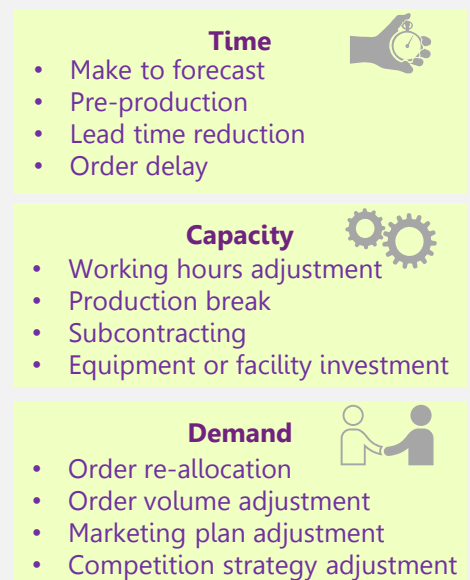 Time
• Make to forecast
• Pre-production
• Lead time reduction
• Order delay
Capacity
• Working hours adjustment
• Production break
• Subcontracting
• Equipment or facility investment
Demand
• Order re-allocation
• Order volume adjustment
• Marketing plan adjustment
• Competition strategy adjustment